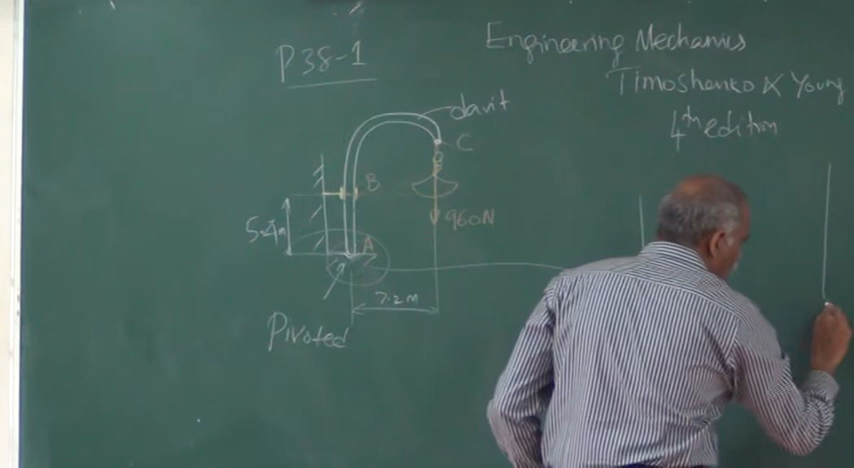 P38-1
Engineering Mechanics
Timoshenko & Young
4th edition
davit
C
B
960N
5.4m
A
7.2M
Pivoted